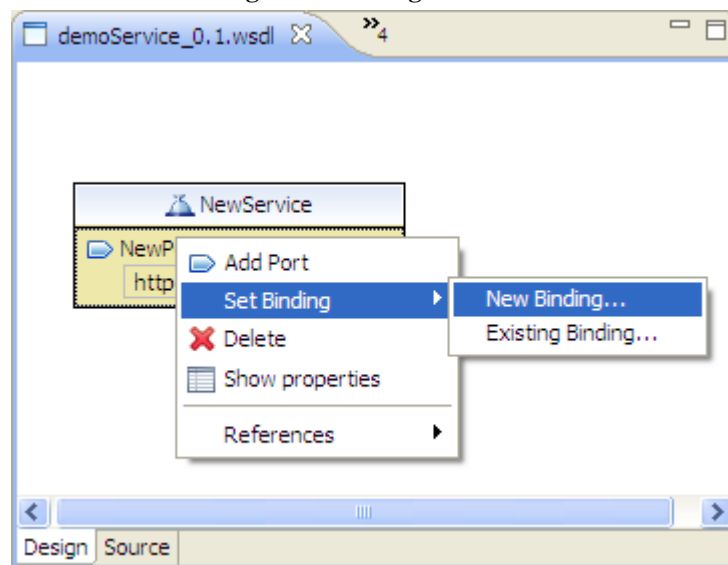 demoService_0.1.wsdl
»4
NewService
NewP
http
Add Port
Set Binding
New Binding...
Delete
Existing Binding...
Show properties
References
Design
Source